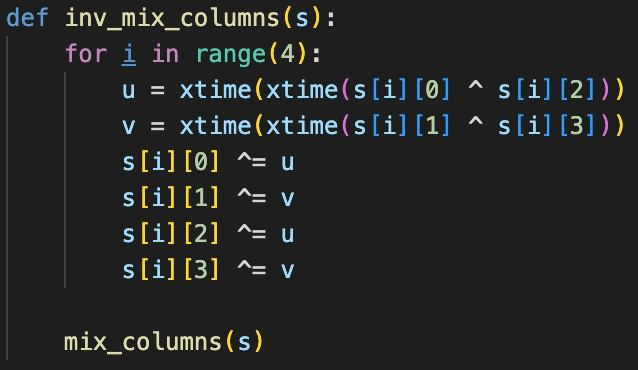 def inv_mix_columns(s):
    for i in range(4):
        u = xtime(xtime(s[i][0] ^ s[i][2]))
        v = xtime(xtime(s[i][1] ^ s[i][3]))
        s[i][0] ^= u
        s[i][1] ^= v
        s[i][2] ^= u
        s[i][3] ^= v

    mix_columns(s)